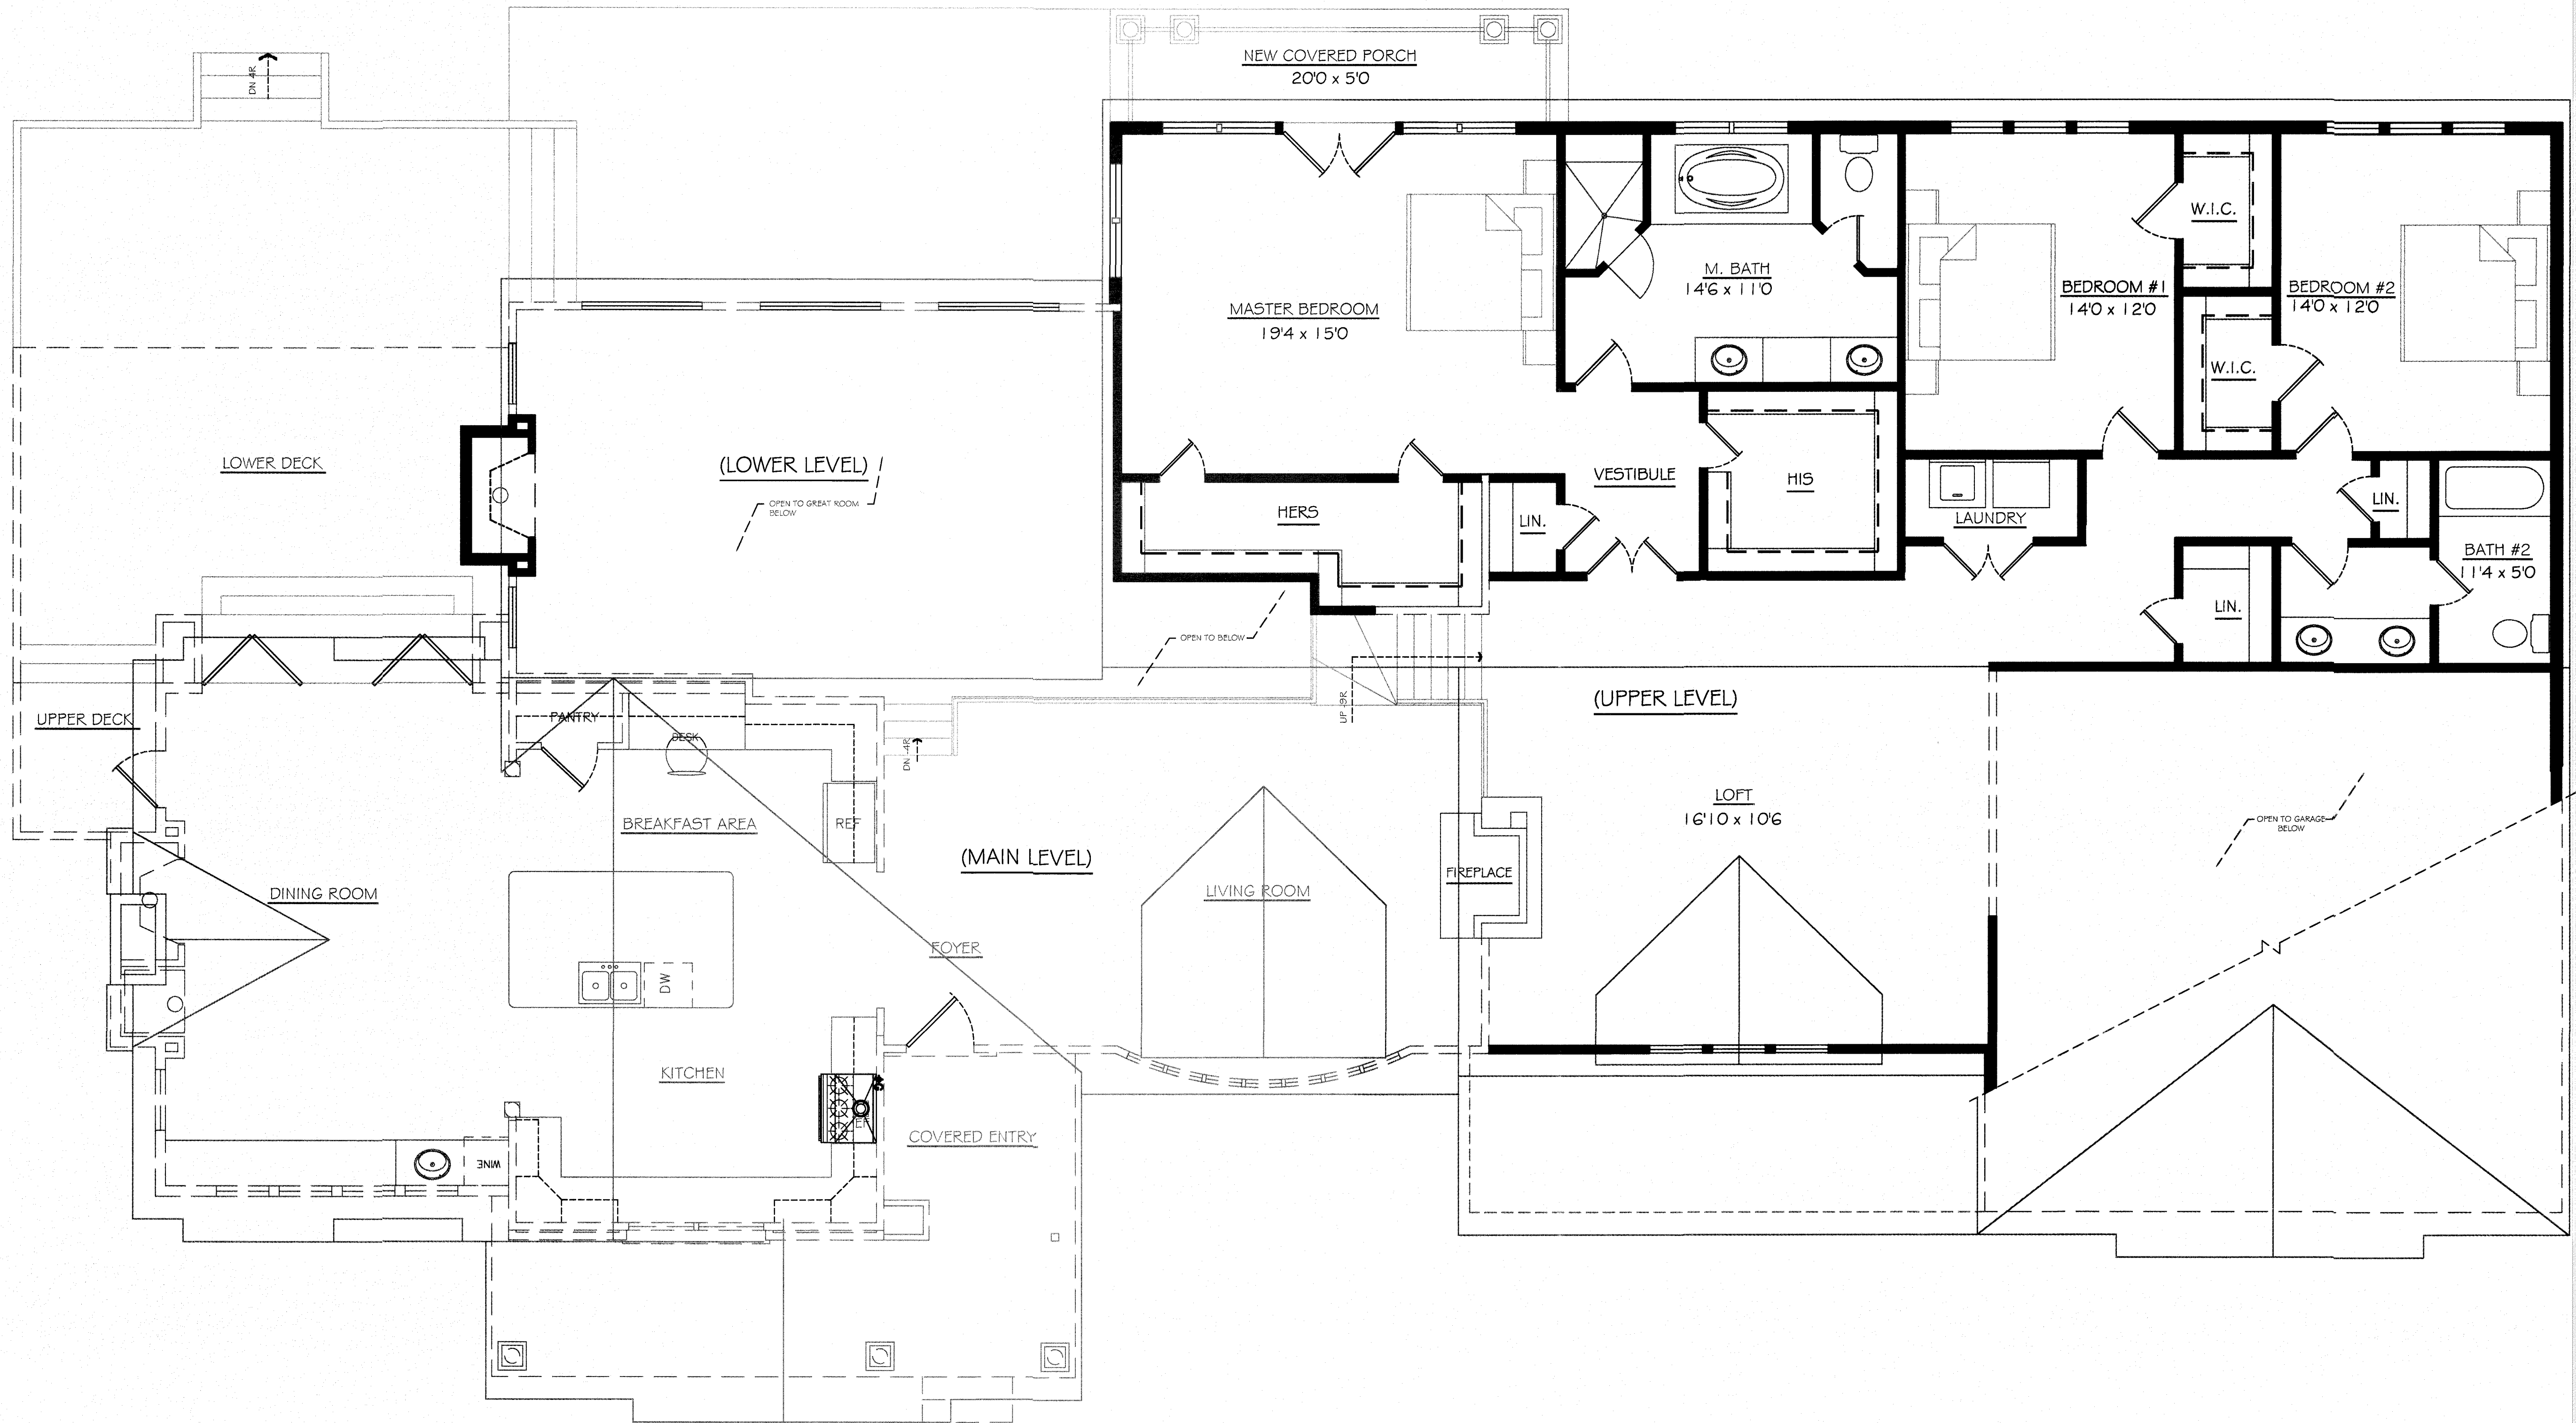 NEW COVERED PORCH
20'0 x 5'0
DN 4R
M. BATH
14'6 x 11'0
W.I.C.
BEDROOM #1
14'0 x 12'0
BEDROOM #2
14'0 x 12'0
MASTER BEDROOM
19'4 x 15'0
W.I.C.
LOWER DECK
(LOWER LEVEL)
OPEN TO GREAT ROOM
BELOW
VESTIBULE
HIS
HERS
LIN.
LAUNDRY
LIN.
BATH #2
11'4 x 5'0
LIN.
OPEN TO BELOW
UP 9R
(UPPER LEVEL)
UPPER DECK
PANTRY
DESK
DN 4R
LOFT
16'10 x 10'6
OPEN TO GARAGE
BELOW
BREAKFAST AREA
REF
(MAIN LEVEL)
FIREPLACE
DINING ROOM
LIVING ROOM
FOYER
DW
KITCHEN
COVERED ENTRY
WINE